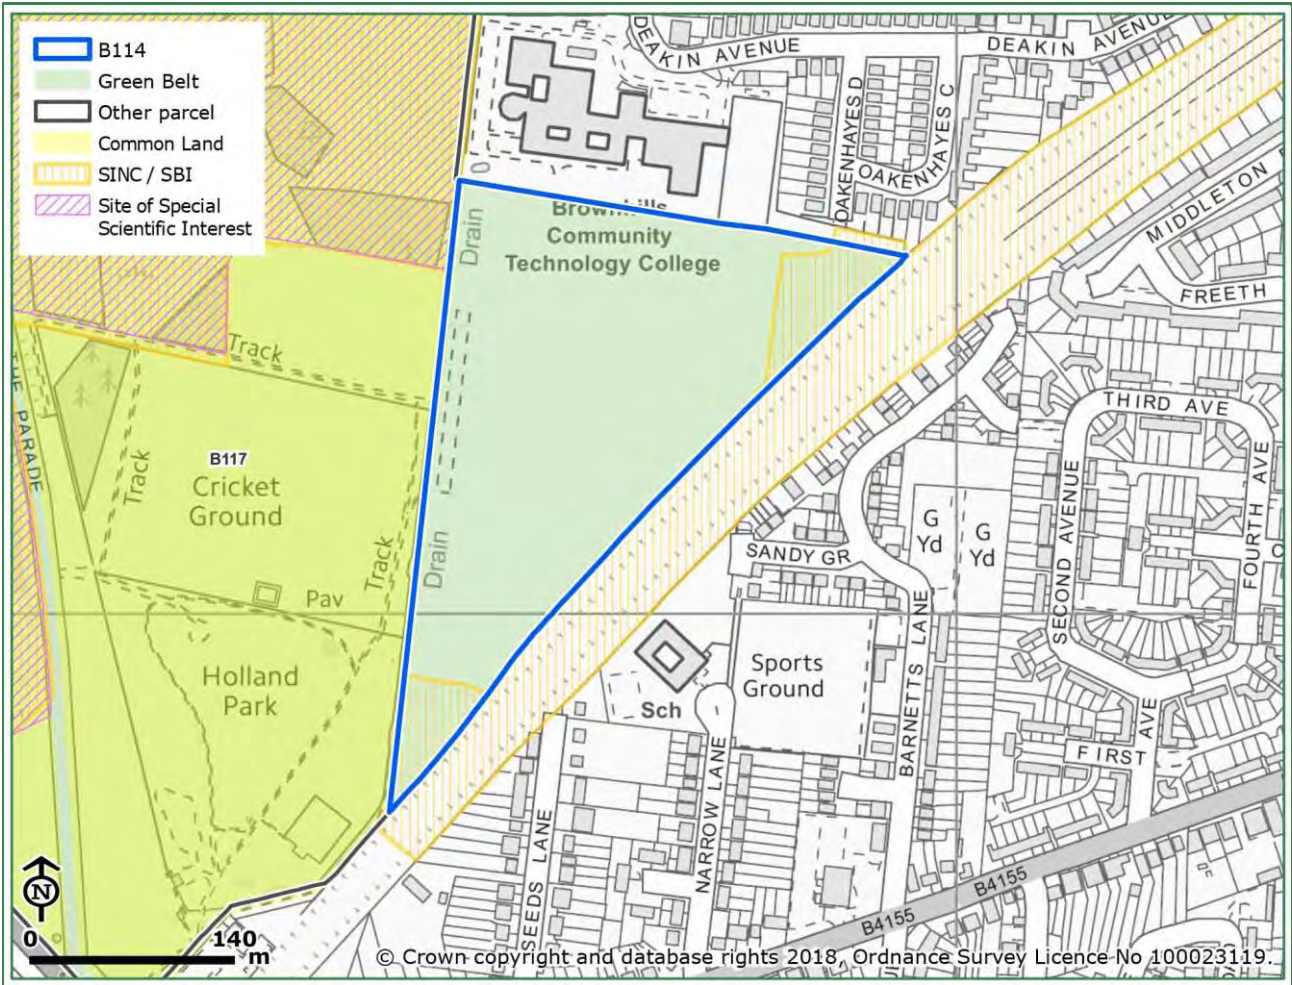 B114
Green Belt
Other parcel
Common Land
SINC / SBI
Site of Special
Scientific Interest
DEAKIN AVENUE
DEAKIN AVENUE
OAKENHAYES D
OAKENHAYES C
OAKENHAYES
MIDDLETON
FREETH
Community
Technology College
Drain
Track
THE PARADE
B117
Cricket
Ground
Track
Track
Drain
Pav
Holland
Park
THIRD AVE
SECOND AVENUE
FOURTH AVE
G
Yd
G
Yd
SANDY GR
BARNETTS LANE
Sports
Ground
Sch
NARROW LANE
SEEDS LANE
FIRST
AVE
B4155
B4155
N
0 140
m
© Crown copyright and database rights 2018, Ordnance Survey Licence No 100023119.